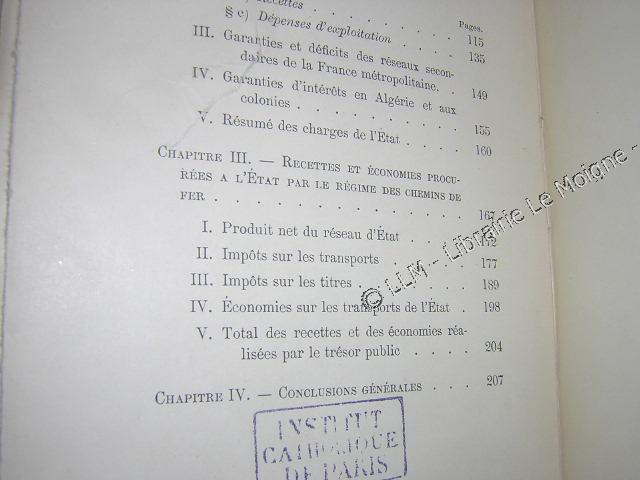 Recettes . . . . . . .
Pages.
§ c) Dépenses d'exploitation . . . . 115
III. Garanties et déficits des réseaux secon- 135
daires de la France métropolitaine. .
IV. Garanties d'intérêts en Algérie et aux 149
colonies . . . . . . . .
V. Résumé des charges de l'État . . . . 155
160
CHAPITRE III. — RECETTES ET ÉCONOMIES PROCU-
RÉES A L'ÉTAT PAR LE RÉGIME DES CHEMINS DE
FER . . . . . . . . . . . . 167
I. Produit net du réseau d'État . . .
II. Impôts sur les transports . . . . 177
III. Impôts sur les titres . . . . . 189
IV. Économies sur les transports de l'État . 198
V. Total des recettes et des économies réa-
lisées par le trésor public . . . . 204
CHAPITRE IV. — CONCLUSIONS GÉNÉRALES . . . 207
INSTITUT
CATHOLIQUE
DE PARIS
© LLM - Librairie Le Moigne -